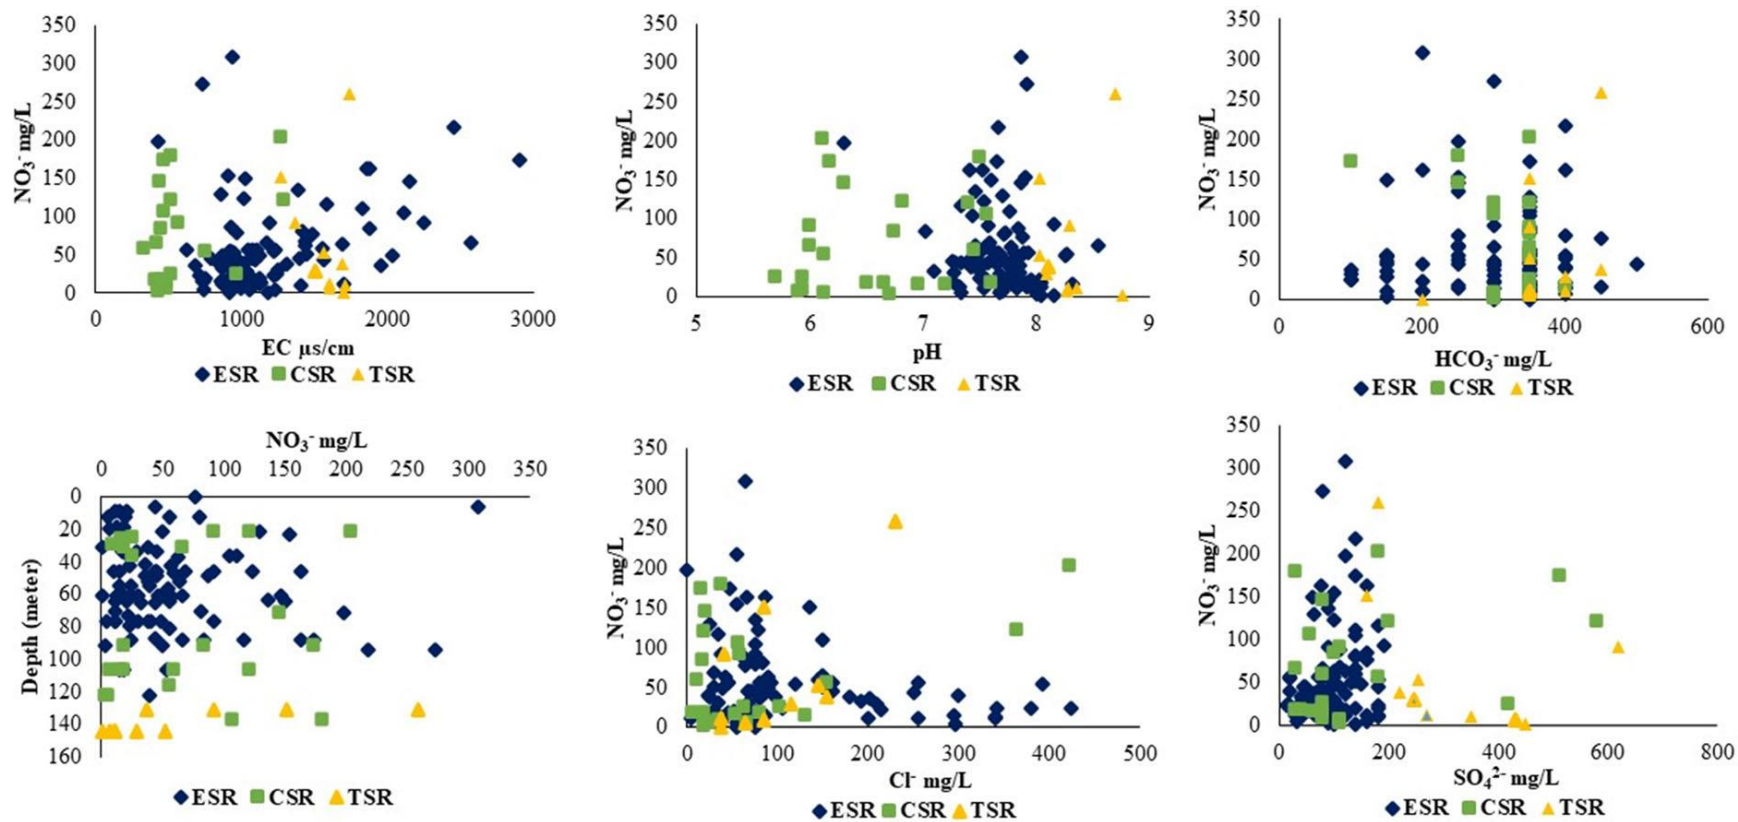 350
300
250
200
150
100
50
0
NO₃⁻ mg/L
0 1000 2000 3000
EC µs/cm
ESR CSR TSR
350
300
250
200
150
100
50
0
NO₃⁻ mg/L
5 6 7 8 9
pH
ESR CSR TSR
350
300
250
200
150
100
50
0
NO₃⁻ mg/L
0 200 400 600
HCO₃⁻ mg/L
ESR CSR TSR
NO₃⁻ mg/L
0 50 100 150 200 250 300 350
0
20
40
60
80
100
120
140
160
Depth (meter)
ESR CSR TSR
350
300
250
200
150
100
50
0
NO₃⁻ mg/L
0 100 200 300 400 500
Cl⁻ mg/L
ESR CSR TSR
350
300
250
200
150
100
50
0
NO₃⁻ mg/L
0 200 400 600 800
SO₄²⁻ mg/L
ESR CSR TSR